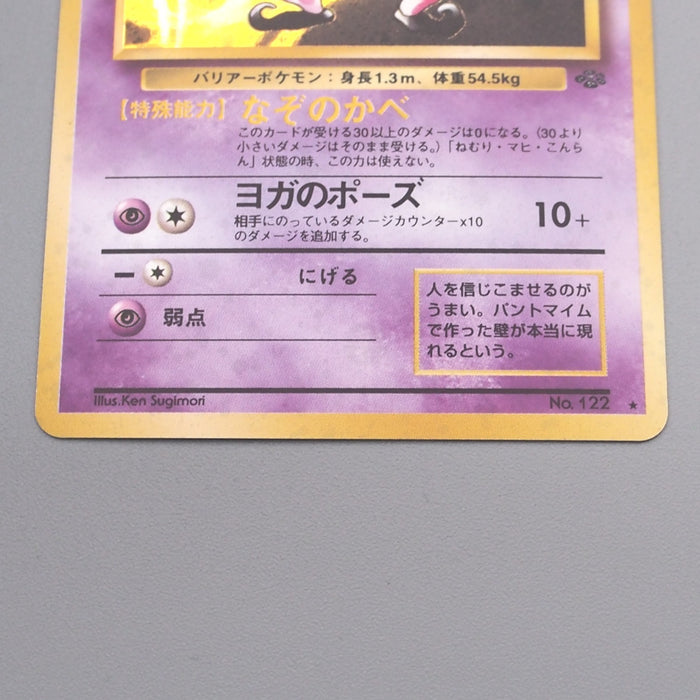 バリアーポケモン：身長1.3m、体重54.5kg
【特殊能力】なぞのかべ
このカードが受ける30以上のダメージは0になる。（30より
小さいダメージはそのまま受ける。）「ねむり・マヒ・こんら
ん」状態の時、この力は使えない。
ヨガのポーズ
10+
相手にのっているダメージカウンター×10
のダメージを追加する。
にげる
弱点
人を信じこませるのが
うまい。パントマイム
で作った壁が本当に現
れるという。
Illus.Ken Sugimori
No. 122 ★